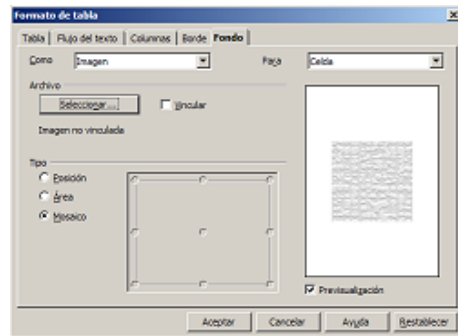 Formato de tabla
Tabla | Flujo del texto | Columnas | Borde | Fondo
Como Imagen Para Celda
Archivo
Seleccionar... Vincular
Imagen no vinculada
Tipo
Posición
Área
Mosaico
Previsualización
Aceptar Cancelar Ayuda Restablecer